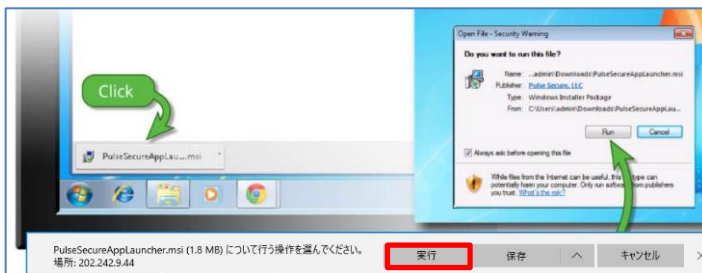 Click
PulseSecureAppLau....msi
Open File - Security Warning
Do you want to run this file?
Name: ...admin\Downloads\PulseSecureAppLauncher.msi
Publisher: Pulse Secure, LLC
Type: Windows Installer Package
From: C:\Users\admin\Downloads\PulseSecureAppLau...
Run Cancel
Always ask before opening this file
While files from the Internet can be useful, this type can
potentially harm your computer. Only run software from publishers
you trust. What's the risk?
PulseSecureAppLauncher.msi (1.8 MB) について行う操作を選んでください。
場所: 202.242.9.44
実行 保存 キャンセル